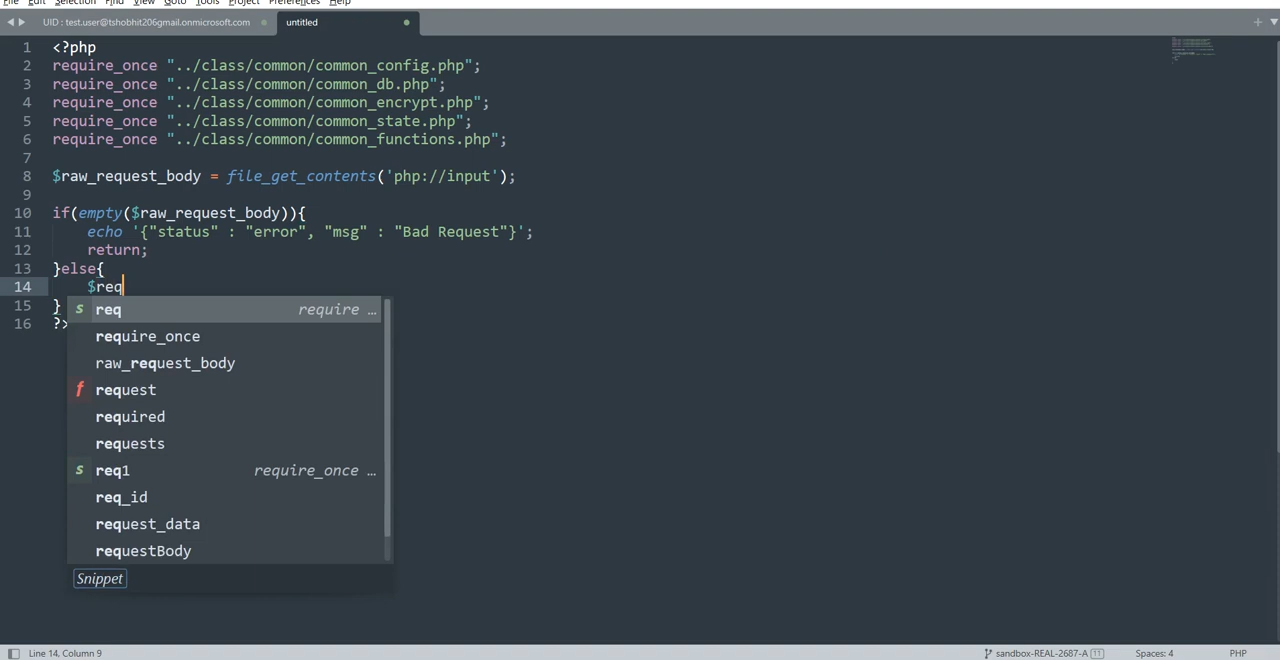 File Edit Selection Find View Goto Tools Project Preferences Help
UID : test.user@tshobhit206gmail.onmicrosoft.com
untitled
1 <?php
2 require_once "../class/common/common_config.php";
3 require_once "../class/common/common_db.php";
4 require_once "../class/common/common_encrypt.php";
5 require_once "../class/common/common_state.php";
6 require_once "../class/common/common_functions.php";
7
8 $raw_request_body = file_get_contents('php://input');
9
10 if(empty($raw_request_body)){
11 echo '{"status" : "error", "msg" : "Bad Request"}';
12 return;
13 }else{
14 $req
15 }
16 ?>
s req require …
require_once
raw_request_body
f request
required
requests
s req1 require_once …
req_id
request_data
requestBody
Snippet
Line 14, Column 9
sandbox-REAL-2687-A 11
Spaces: 4
PHP